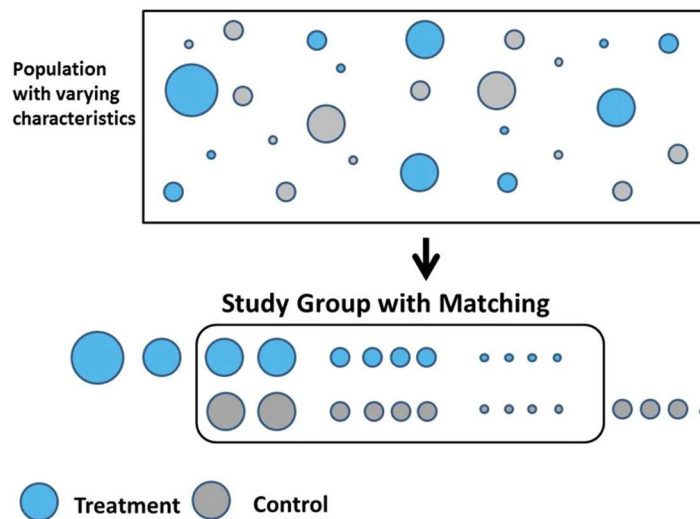 Population
with varying
characteristics
Study Group with Matching
Treatment
Control